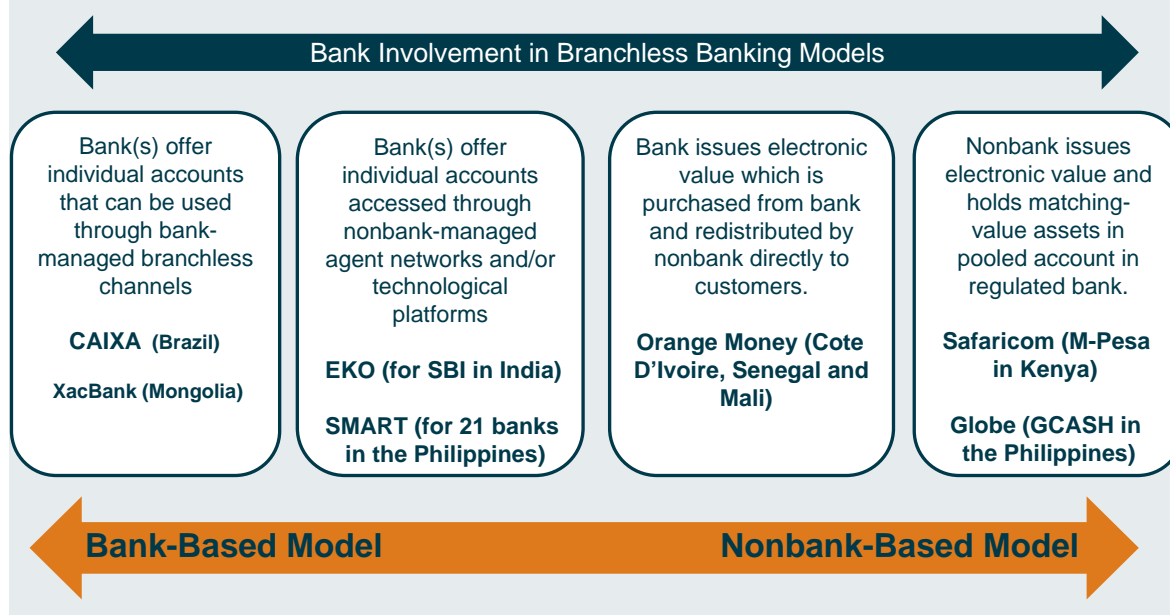 Bank Involvement in Branchless Banking Models
Bank(s) offer
individual accounts
that can be used
through bank-
managed branchless
channels
CAIXA (Brazil)
XacBank (Mongolia)
Bank(s) offer
individual accounts
accessed through
nonbank-managed
agent networks and/or
technological
platforms
EKO (for SBI in India)
SMART (for 21 banks
in the Philippines)
Bank issues electronic
value which is
purchased from bank
and redistributed by
nonbank directly to
customers.
Orange Money (Cote
D’Ivoire, Senegal and
Mali)
Nonbank issues
electronic value and
holds matching-
value assets in
pooled account in
regulated bank.
Safaricom (M-Pesa
in Kenya)
Globe (GCASH in
the Philippines)
Bank-Based Model
Nonbank-Based Model